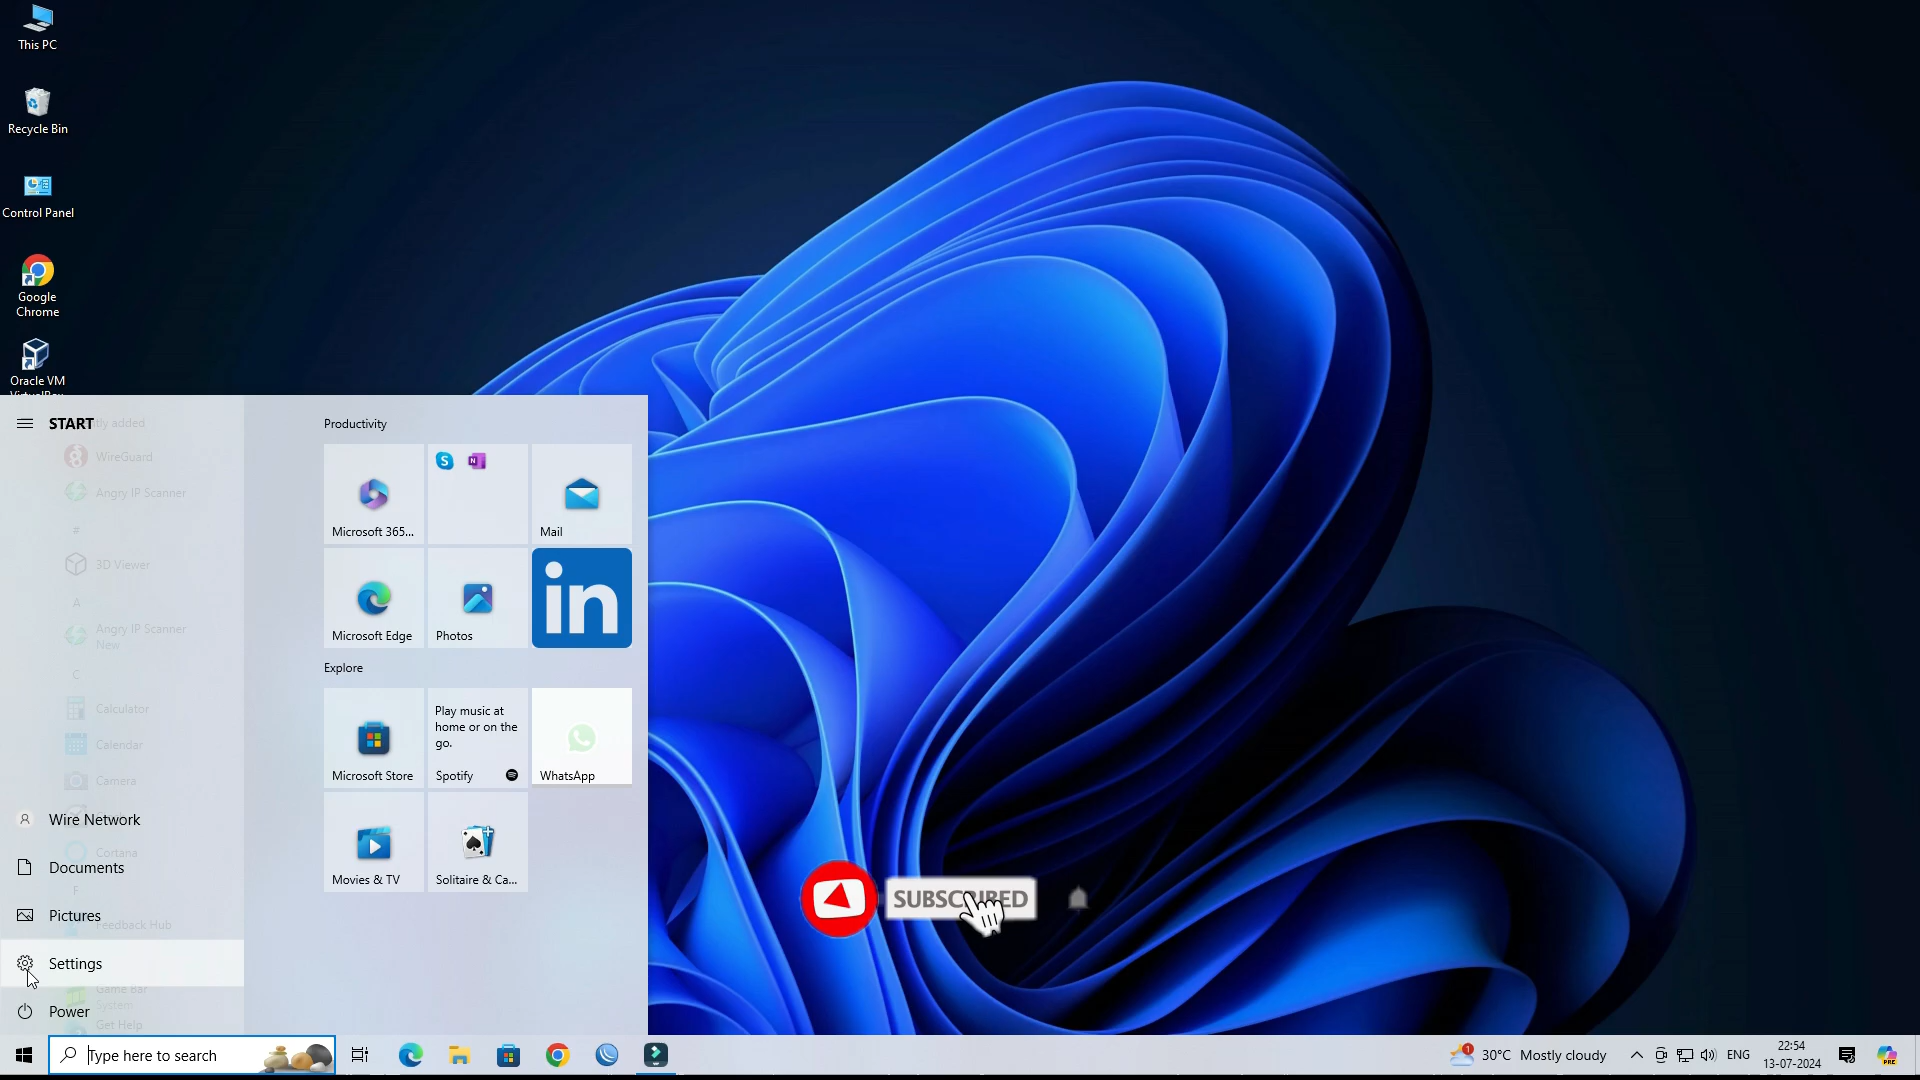 This PC
Recycle Bin
Control Panel
Google
Chrome
Oracle VM
VirtualBox
START
tly added
WireGuard
Angry IP Scanner
#
3D Viewer
A
Angry IP Scanner
New
C
Calculator
Calendar
Camera
Wire Network
Cortana
Documents
F
Pictures
Feedback Hub
Settings
Game Bar
System
Power
Get Help
Productivity
Microsoft 365...
S
N
Mail
Microsoft Edge
Photos
in
Explore
Microsoft Store
Play music at
home or on the
go.
Spotify
WhatsApp
Movies & TV
Solitaire & Ca...
SUBSCRIBED
Type here to search
1
30°C Mostly cloudy
ENG
22:54
13-07-2024
PRE